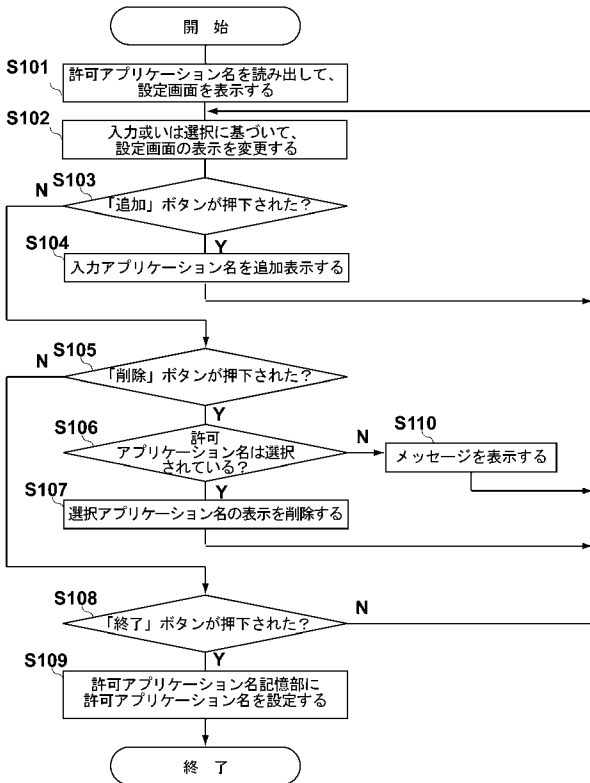 開 始
S101
許可アプリケーション名を読み出して、
設定画面を表示する
S102
入力或いは選択に基づいて、
設定画面の表示を変更する
S103
N
「追加」ボタンが押下された？
Y
S104
入力アプリケーション名を追加表示する
S105
N
「削除」ボタンが押下された？
Y
S106
許可
アプリケーション名は選択
されている？
N
S110
メッセージを表示する
Y
S107
選択アプリケーション名の表示を削除する
S108
「終了」ボタンが押下された？
N
Y
S109
許可アプリケーション名記憶部に
許可アプリケーション名を設定する
終 了